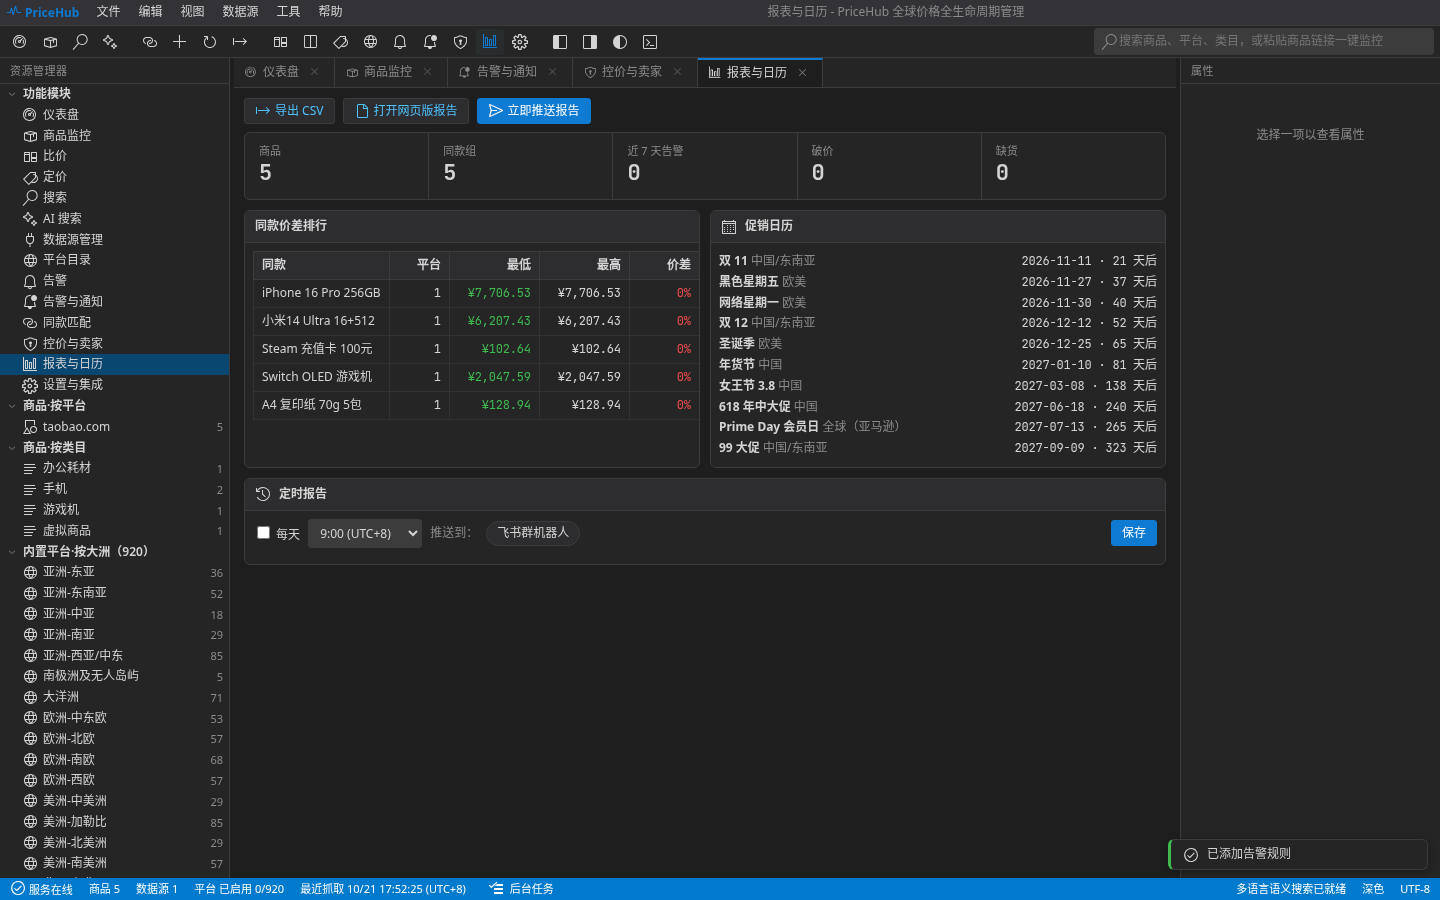 PriceHub 文件 编辑 视图 数据源 工具 帮助 报表与日历 - PriceHub 全球价格全生命周期管理
搜索商品、平台、类目，或粘贴商品链接一键监控
资源管理器
功能模块
仪表盘
商品监控
比价
定价
搜索
AI 搜索
数据源管理
平台目录
告警
告警与通知
同款匹配
控价与卖家
报表与日历
设置与集成
商品·按平台
taobao.com 5
商品·按类目
办公耗材 1
手机 2
游戏机 1
虚拟商品 1
内置平台·按大洲（920）
亚洲-东亚 36
亚洲-东南亚 52
亚洲-中亚 18
亚洲-南亚 29
亚洲-西亚/中东 85
南极洲及无人岛屿 5
大洋洲 71
欧洲-中东欧 53
欧洲-北欧 57
欧洲-南欧 68
欧洲-西欧 57
美洲-中美洲 29
美洲-加勒比 85
美洲-北美洲 29
美洲-南美洲 57
仪表盘 商品监控 告警与通知 控价与卖家 报表与日历
导出 CSV 打开网页版报告 立即推送报告
商品 同款组 近 7 天告警 破价 缺货
5 5 0 0 0
同款价差排行
同款 平台 最低 最高 价差
iPhone 16 Pro 256GB 1 ¥7,706.53 ¥7,706.53 0%
小米14 Ultra 16+512 1 ¥6,207.43 ¥6,207.43 0%
Steam 充值卡 100元 1 ¥102.64 ¥102.64 0%
Switch OLED 游戏机 1 ¥2,047.59 ¥2,047.59 0%
A4 复印纸 70g 5包 1 ¥128.94 ¥128.94 0%
促销日历
双 11 中国/东南亚 2026-11-11 · 21 天后
黑色星期五 欧美 2026-11-27 · 37 天后
网络星期一 欧美 2026-11-30 · 40 天后
双 12 中国/东南亚 2026-12-12 · 52 天后
圣诞季 欧美 2026-12-25 · 65 天后
年货节 中国 2027-01-10 · 81 天后
女王节 3.8 中国 2027-03-08 · 138 天后
618 年中大促 中国 2027-06-18 · 240 天后
Prime Day 会员日 全球（亚马逊） 2027-07-13 · 265 天后
99 大促 中国/东南亚 2027-09-09 · 323 天后
定时报告
每天 9:00 (UTC+8) 推送到： 飞书群机器人 保存
属性
选择一项以查看属性
已添加告警规则
服务在线 商品 5 数据源 1 平台 已启用 0/920 最近抓取 10/21 17:52:25 (UTC+8) 后台任务 多语言语义搜索已就绪 深色 UTF-8